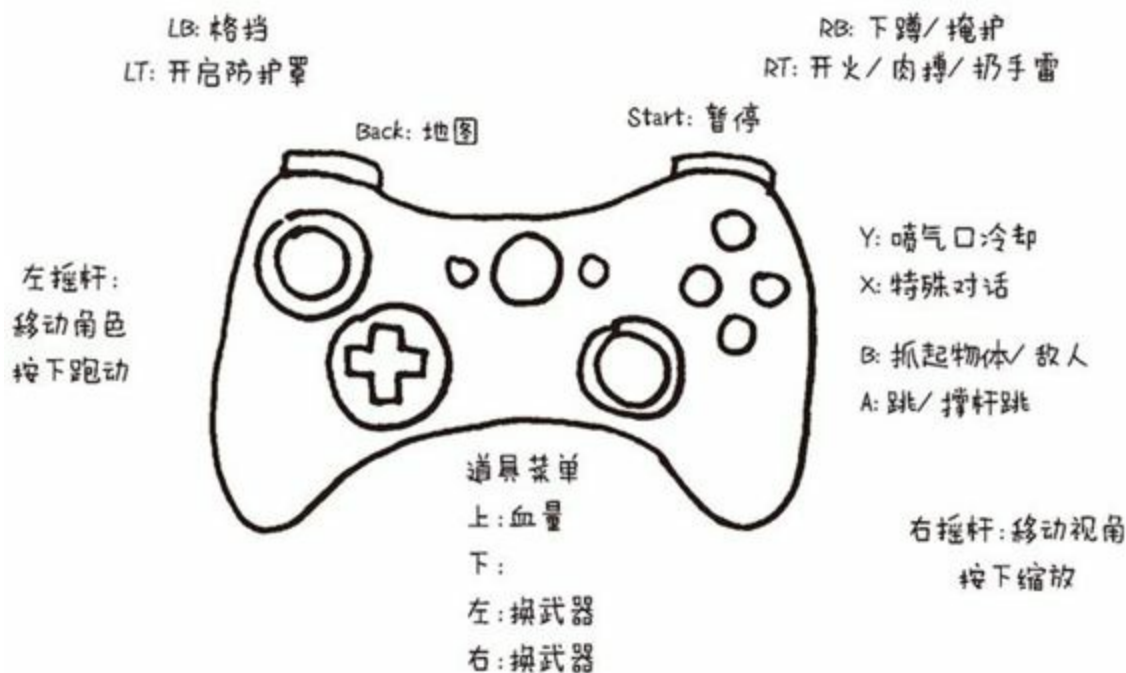 LB: 格挡
LT: 开启防护罩
RB: 下蹲/掩护
RT: 开火/肉搏/扔手雷
Back: 地图
Start: 暂停
左摇杆:
移动角色
按下跑动
Y: 喷气口冷却
X: 特殊对话
B: 抓起物体/敌人
A: 跳/撑杆跳
道具菜单
上:血量
下:
左:换武器
右:换武器
右摇杆:移动视角
按下缩放